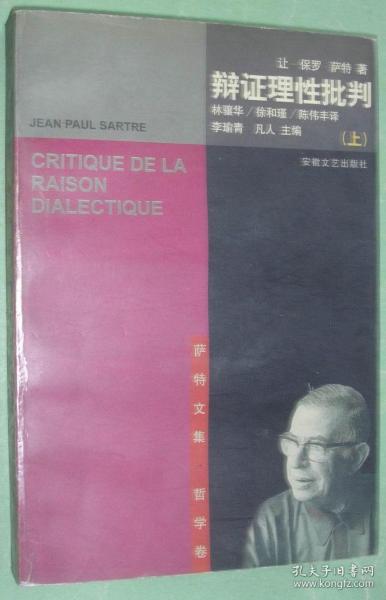 让－保罗 萨特 著
辩证理性批判
林骧华／徐和瑾／陈伟丰译
李瑜青 凡人 主编
(上)
安徽文艺出版社
JEAN PAUL SARTRE
CRITIQUE DE LA
RAISON
DIALECTIQUE
萨特文集·哲学卷
孔夫子旧书网